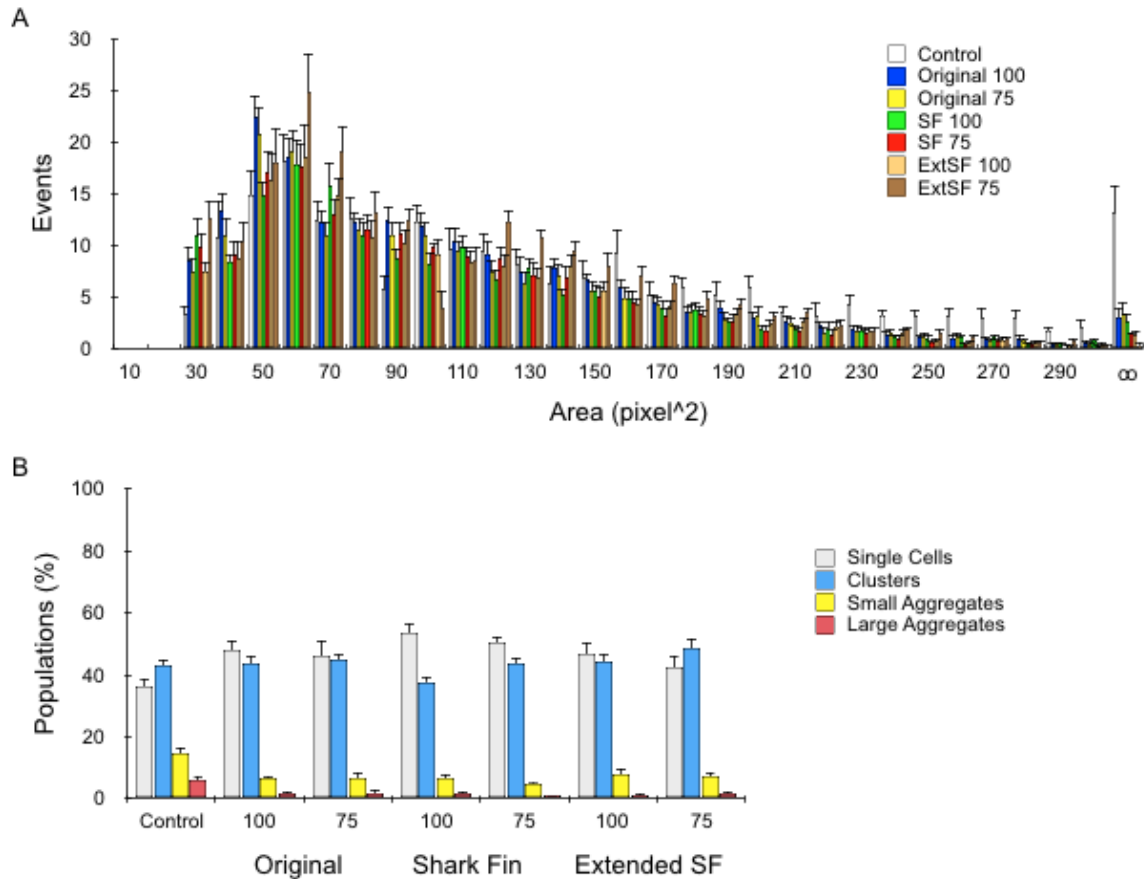 A
30
25
20
15
10
5
0
Events
Control
Original 100
Original 75
SF 100
SF 75
ExtSF 100
ExtSF 75
10 30 50 70 90 110 130 150 170 190 210 230 250 270 290 ∞
Area (pixel^2)
B
100
80
60
40
20
0
Populations (%)
Single Cells
Clusters
Small Aggregates
Large Aggregates
Control 100 75 100 75 100 75
Original Shark Fin Extended SF